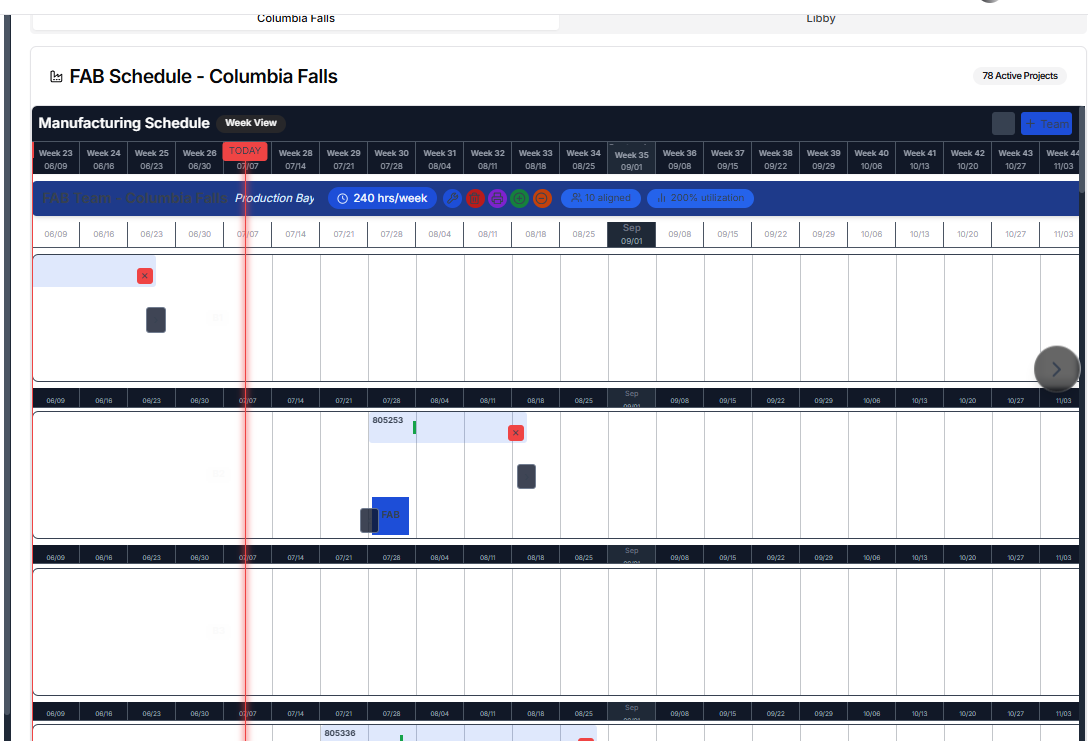 Columbia Falls Libby
FAB Schedule - Columbia Falls 78 Active Projects
Manufacturing Schedule Week View + Team
Week 23 Week 24 Week 25 Week 26 TODAY Week 28 Week 29 Week 30 Week 31 Week 32 Week 33 Week 34 Week 35 Week 36 Week 37 Week 38 Week 39 Week 40 Week 41 Week 42 Week 43 Week 44
06/09 06/16 06/23 06/30 07/07 07/14 07/21 07/28 08/04 08/11 08/18 08/25 09/01 09/08 09/15 09/22 09/29 10/06 10/13 10/20 10/27 11/03
FAB Team - Columbia Falls Production Bay 240 hrs/week 10 aligned 200% utilization
06/09 06/16 06/23 07/07 07/14 07/21 07/28 08/04 08/11 08/18 08/25 Sep 09/01 09/08 09/15 09/22 09/29 10/06 10/13 10/20 10/27 11/03
06/09 06/16 06/23 06/30 07/07 07/14 07/21 07/28 08/04 08/11 08/18 08/25 Sep 09/01 09/08 09/15 09/22 09/29 10/06 10/13 10/20 10/27 11/03
805253
FAB
06/09 06/16 06/23 06/30 07/07 07/14 07/21 07/28 08/04 08/11 08/18 08/25 Sep 09/01 09/08 09/15 09/22 09/29 10/06 10/13 10/20 10/27 11/03
06/09 06/16 06/23 06/30 07/07 07/14 07/21 07/28 08/04 08/11 08/18 08/25 Sep 09/01 09/08 09/15 09/22 09/29 10/06 10/13 10/20 10/27 11/03
805336